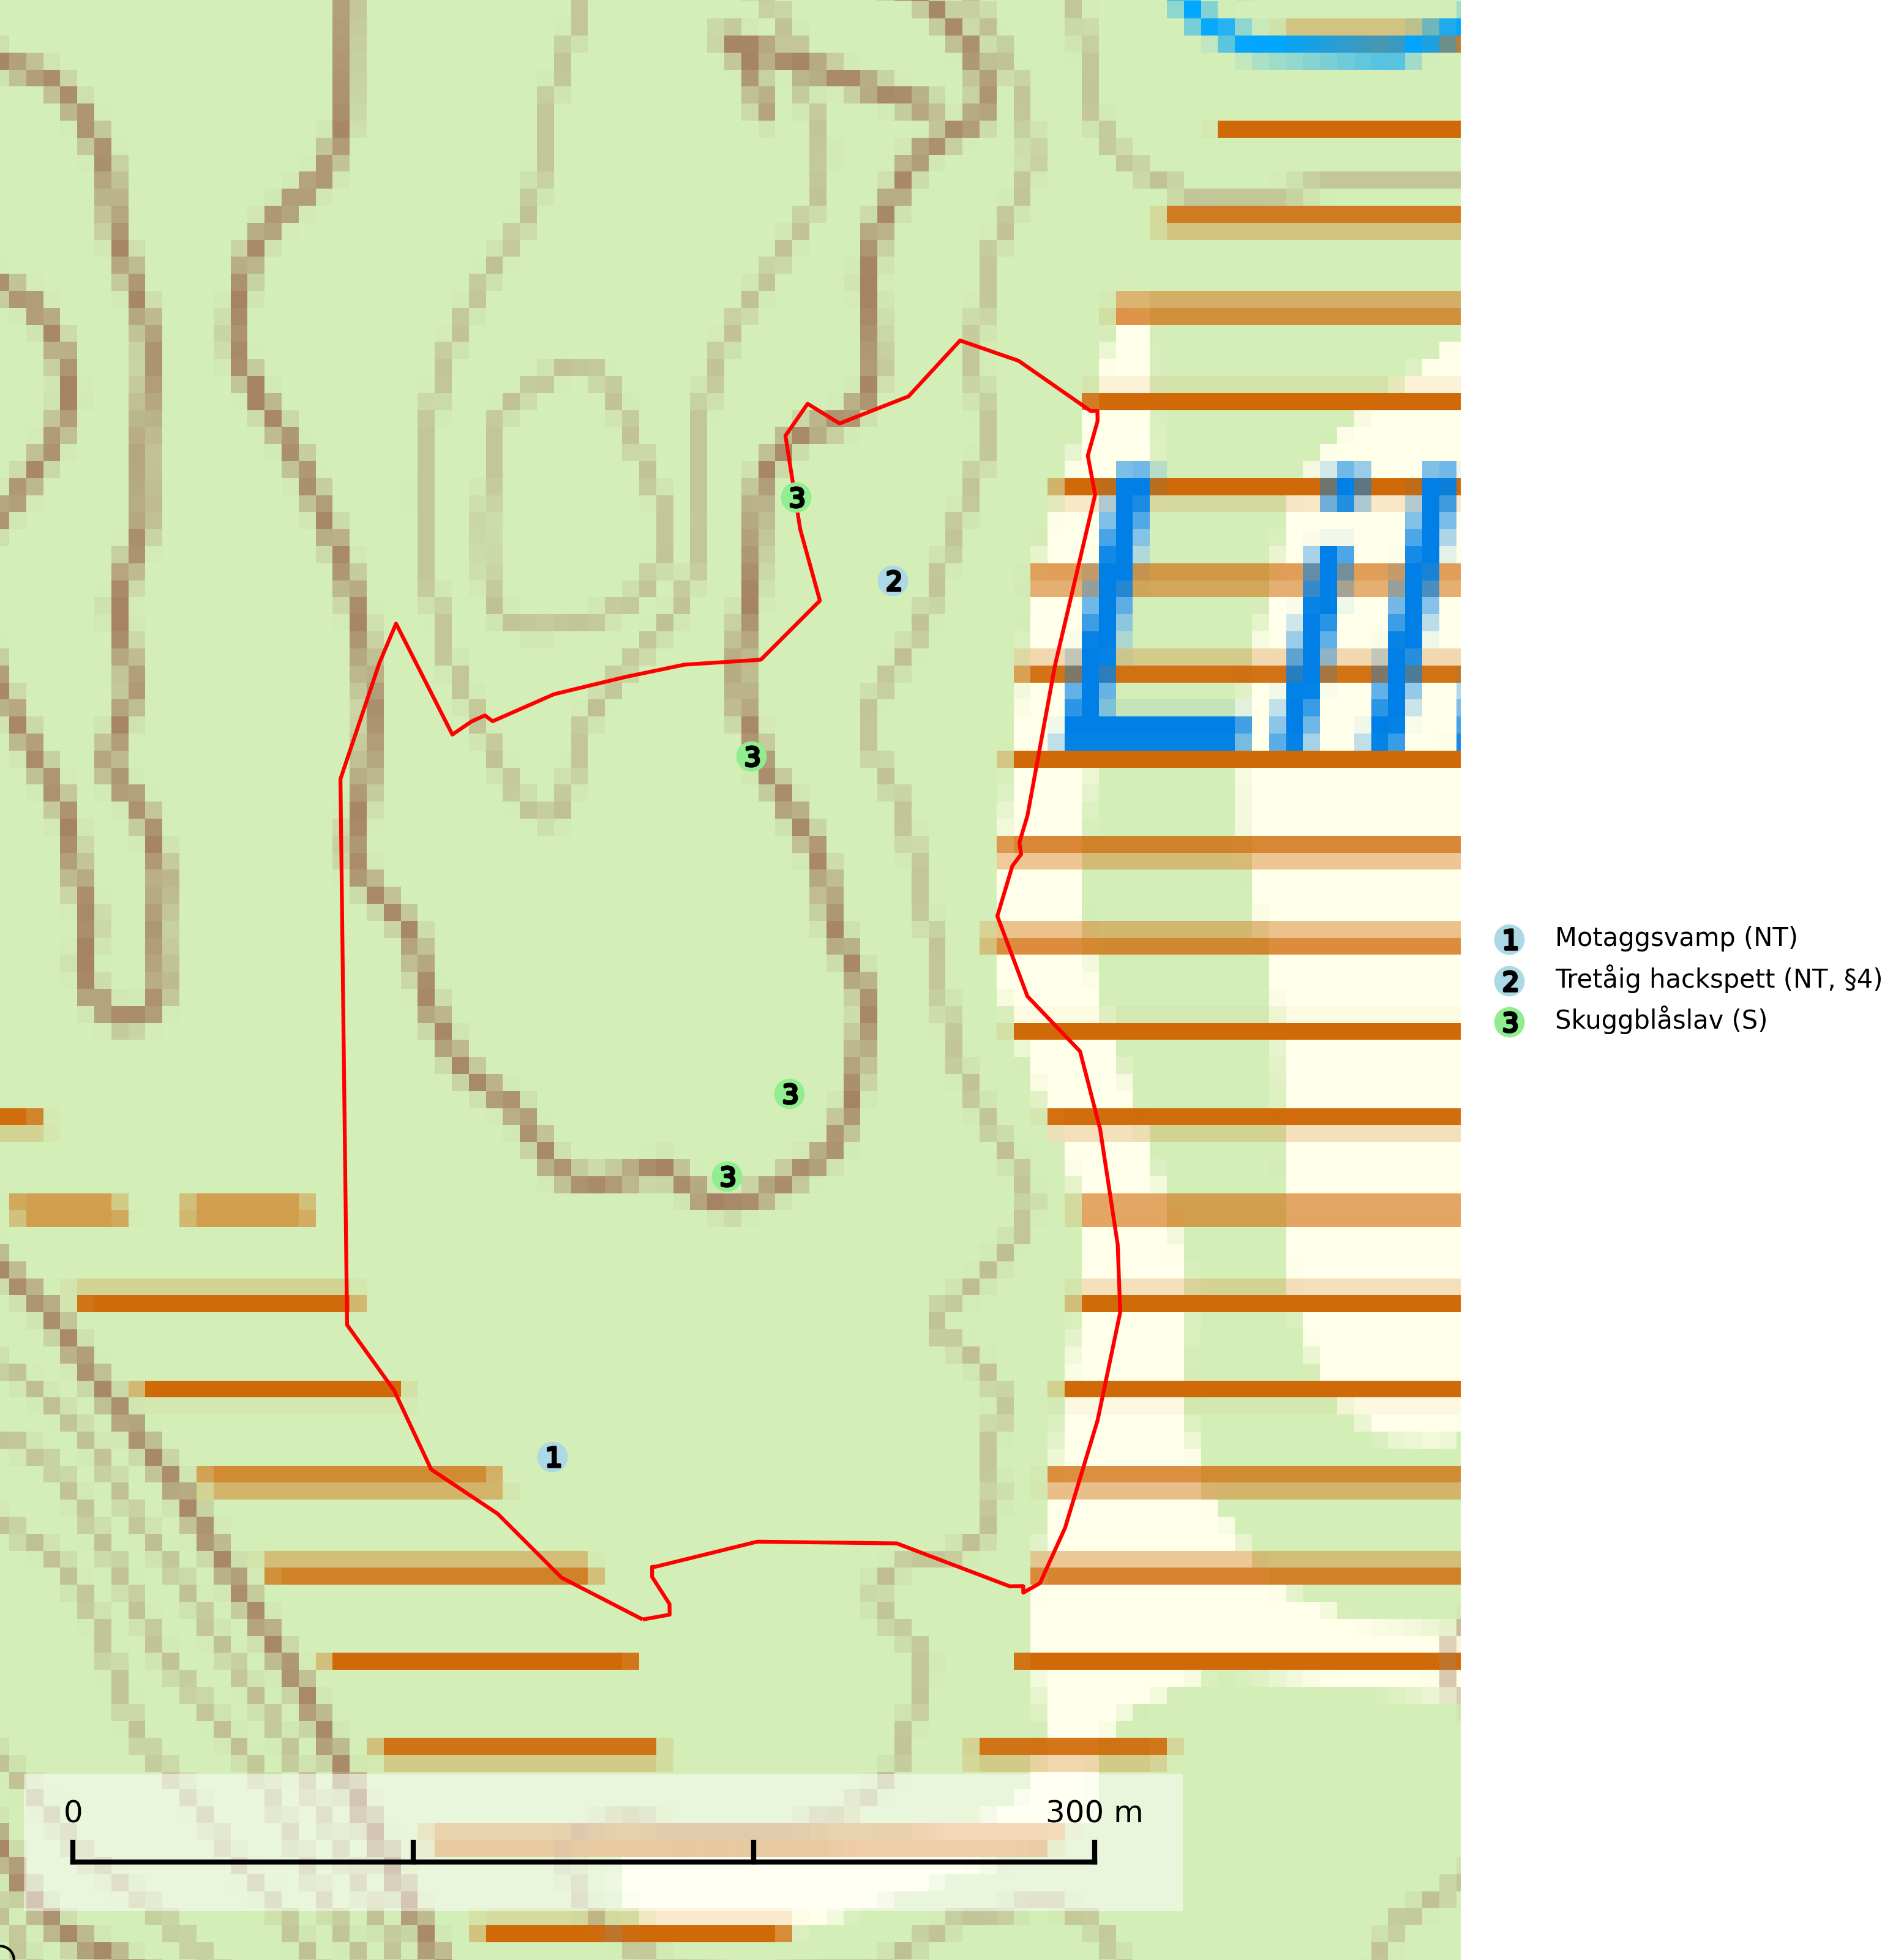 3
2
3
3
3
1
1 Motaggsvamp (NT)
2 Tretåig hackspett (NT, §4)
3 Skuggblåslav (S)
0 300 m